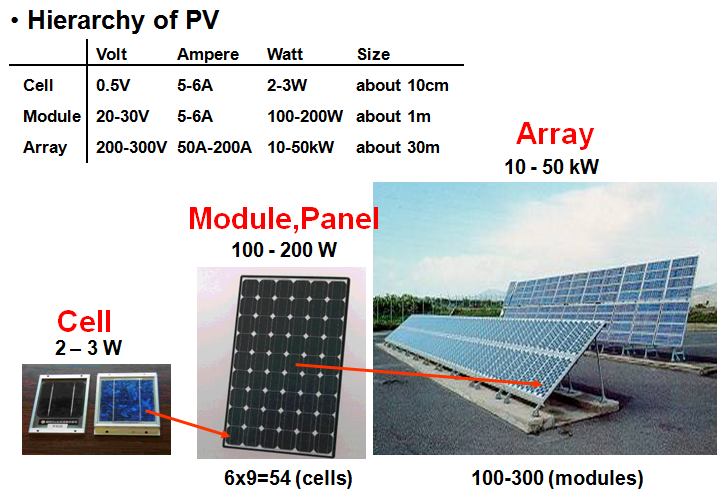 • Hierarchy of PV
Volt Ampere Watt Size
Cell 0.5V 5-6A 2-3W about 10cm
Module 20-30V 5-6A 100-200W about 1m
Array 200-300V 50A-200A 10-50kW about 30m
Array
10 - 50 kW
Module,Panel
100 - 200 W
Cell
2 – 3 W
6x9=54 (cells)
100-300 (modules)